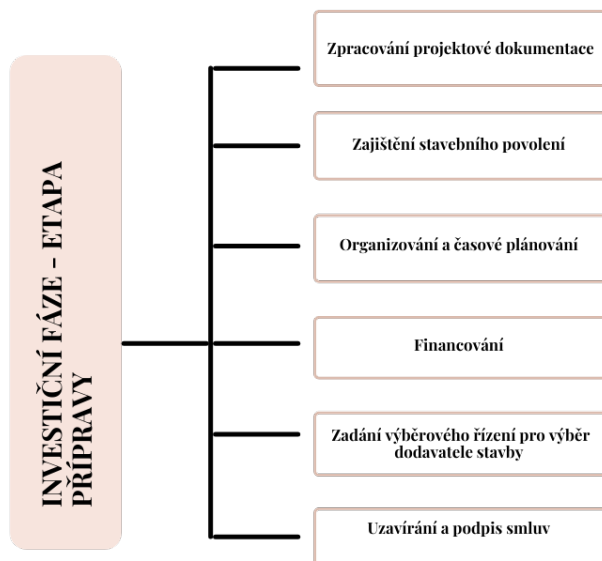 INVESTIČNÍ FÁZE – ETAPA
PŘÍPRAVY
Zpracování projektové dokumentace
Zajištění stavebního povolení
Organizování a časové plánování
Financování
Zadání výběrového řízení pro výběr
dodavatele stavby
Uzavírání a podpis smluv